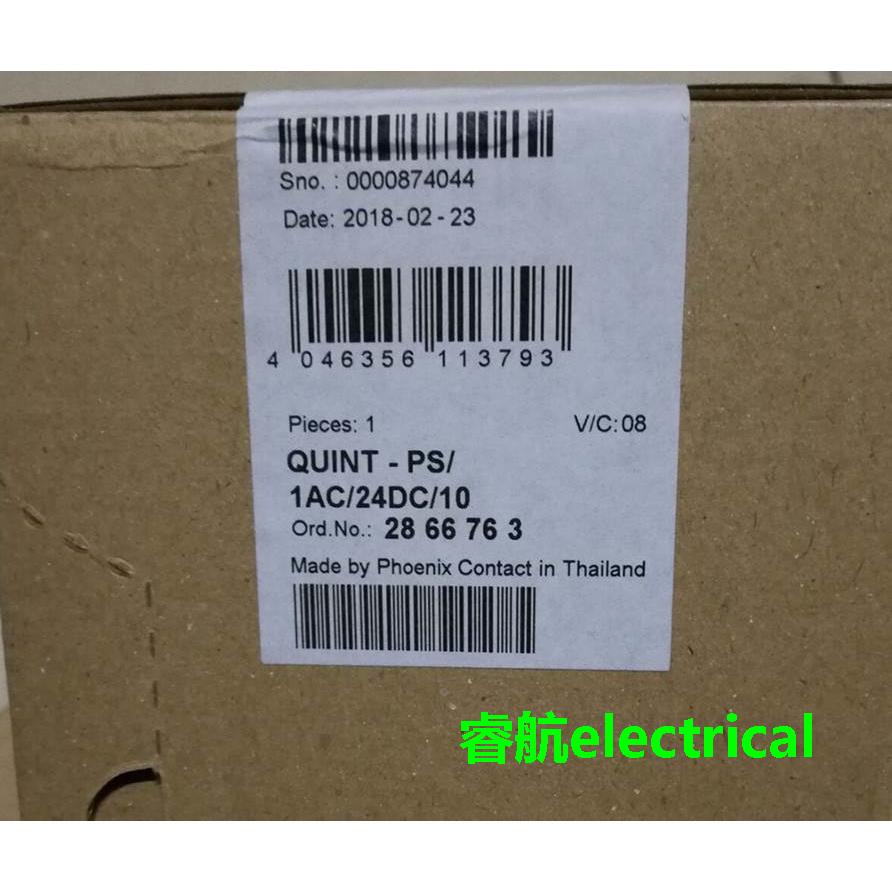 Sno. : 0000874044
Date: 2018-02-23
4 046356 113793
Pieces: 1 V/C: 08
QUINT - PS/
1AC/24DC/10
Ord.No.: 28 66 76 3
Made by Phoenix Contact in Thailand
睿航electrical